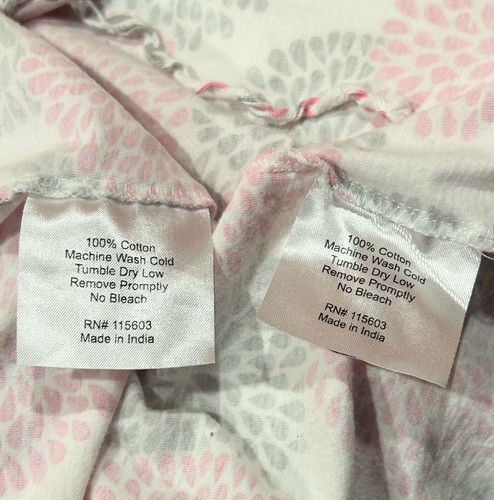 100% Cotton
Machine Wash Cold
Tumble Dry Low
Remove Promptly
No Bleach
RN# 115603
Made in India
100% Cotton
Machine Wash Cold
Tumble Dry Low
Remove Promptly
No Bleach
RN# 115603
Made in India